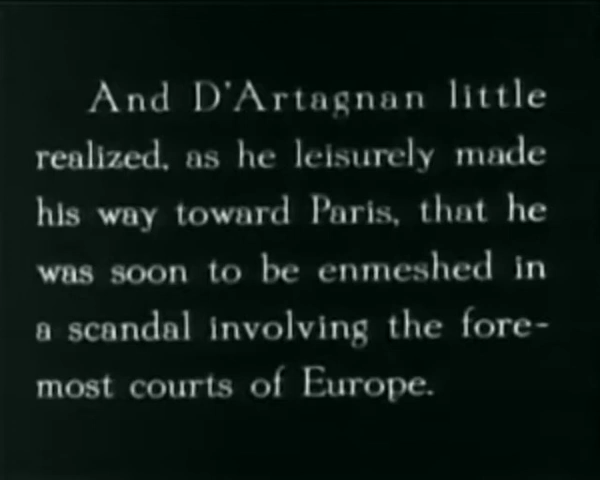 And D'Artagnan little
realized, as he leisurely made
his way toward Paris, that he
was soon to be enmeshed in
a scandal involving the fore-
most courts of Europe.